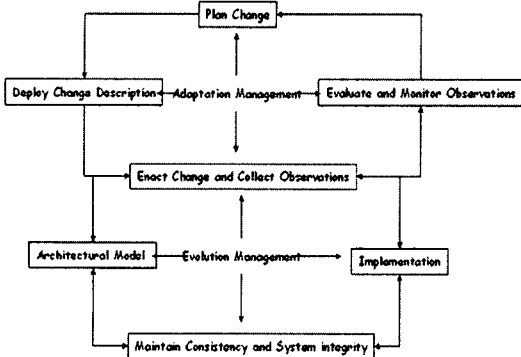 Plan Change
Deploy Change Description
Adaptation Management
Evaluate and Monitor Observations
Enact Change and Collect Observations
Architectural Model
Evolution Management
Implementation
Maintain Consistency and System integrity